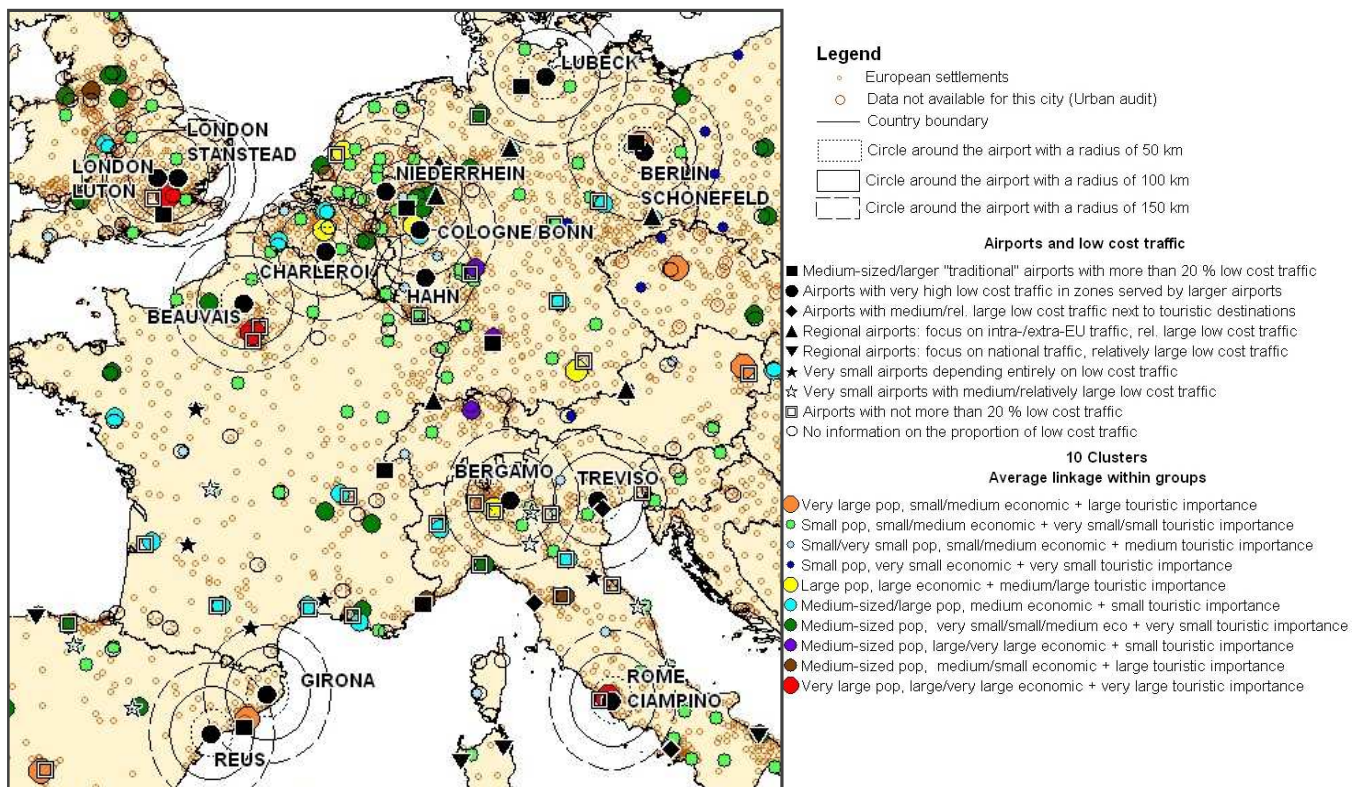 LUBECK
LONDON
STANSTEAD
LONDON
LUTON
NIEDERRHEIN
BERLIN
SCHONEFELD
COLOGNE/BONN
CHARLEROI
HAHN
BEAUVAIS
BERGAMO
TREVISO
GIRONA
ROME
CIAMPINO
REUS
Legend
European settlements
Data not available for this city (Urban audit)
Country boundary
Circle around the airport with a radius of 50 km
Circle around the airport with a radius of 100 km
Circle around the airport with a radius of 150 km
Airports and low cost traffic
Medium-sized/larger "traditional" airports with more than 20 % low cost traffic
Airports with very high low cost traffic in zones served by larger airports
Airports with medium/rel. large low cost traffic next to touristic destinations
Regional airports: focus on intra-/extra-EU traffic, rel. large low cost traffic
Regional airports: focus on national traffic, relatively large low cost traffic
Very small airports depending entirely on low cost traffic
Very small airports with medium/relatively large low cost traffic
Airports with not more than 20 % low cost traffic
No information on the proportion of low cost traffic
10 Clusters
Average linkage within groups
Very large pop, small/medium economic + large touristic importance
Small pop, small/medium economic + very small/small touristic importance
Small/very small pop, small/medium economic + medium touristic importance
Small pop, very small economic + very small touristic importance
Large pop, large economic + medium/large touristic importance
Medium-sized/large pop, medium economic + small touristic importance
Medium-sized pop, very small/small/medium eco + very small touristic importance
Medium-sized pop, large/very large economic + small touristic importance
Medium-sized pop, medium/small economic + large touristic importance
Very large pop, large/very large economic + very large touristic importance